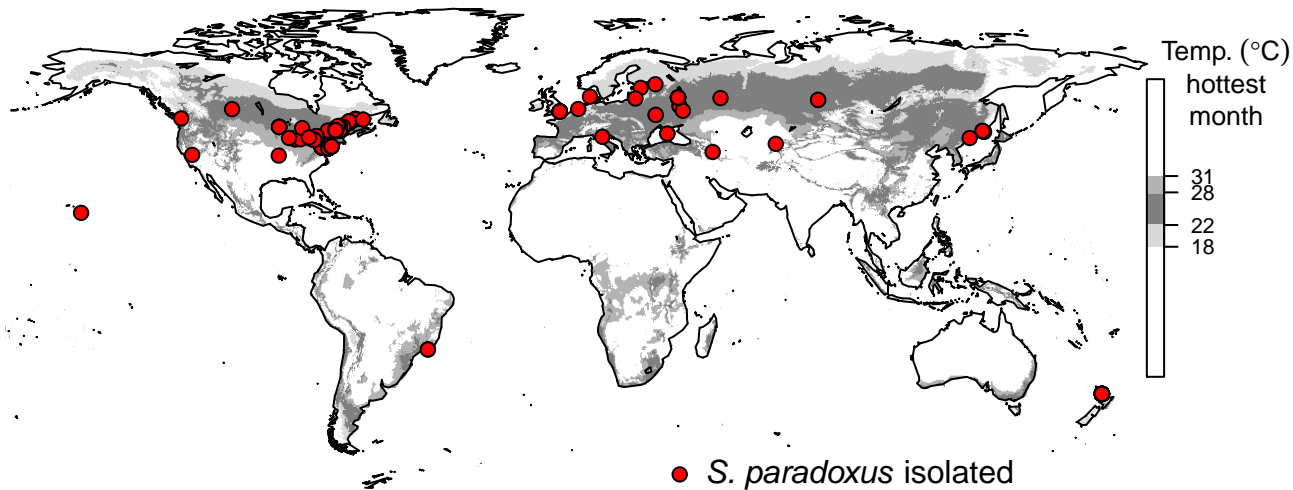 Temp. (°C)
hottest
month
31
28
22
18
S. paradoxus isolated